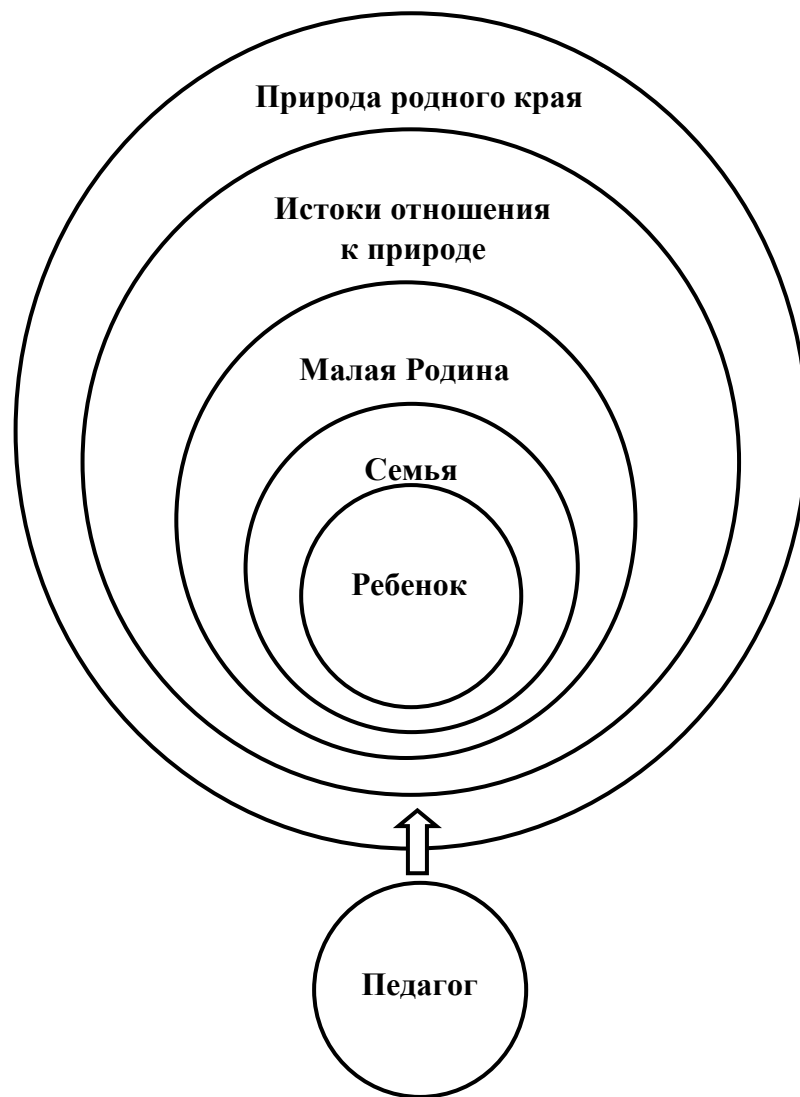 Природа родного края
Истоки отношения
к природе
Малая Родина
Семья
Ребенок
Педагог